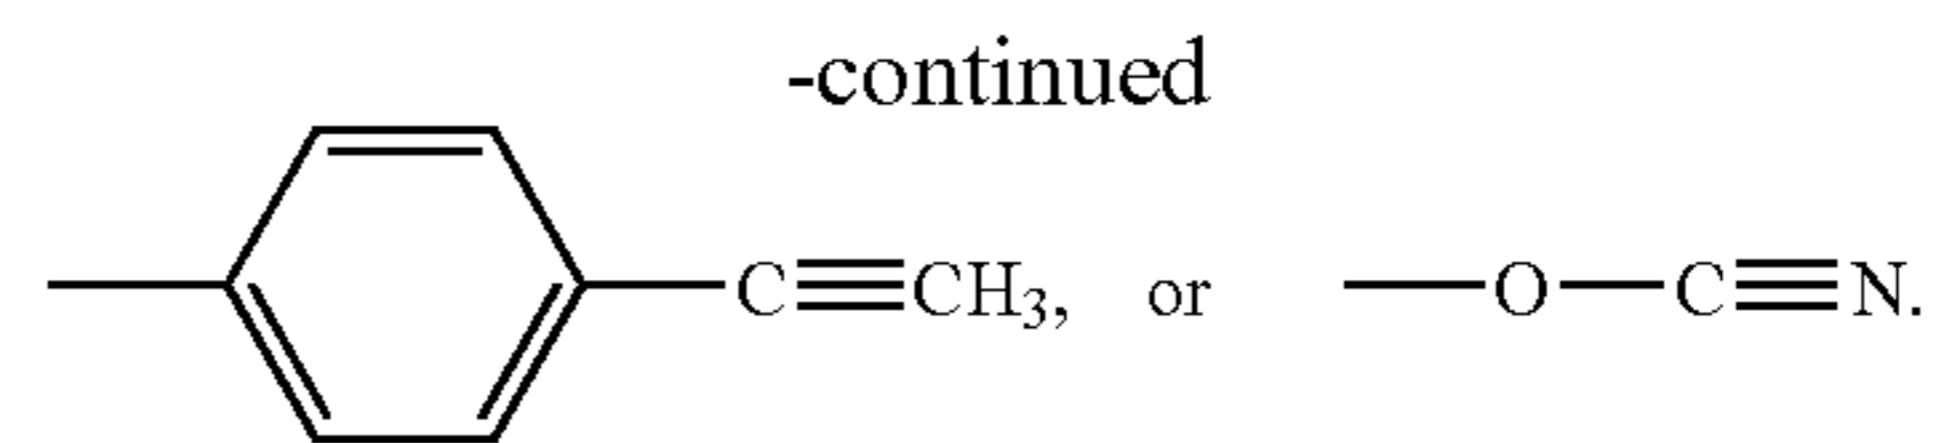 -continued
C≡CH₃, or O—C≡N.